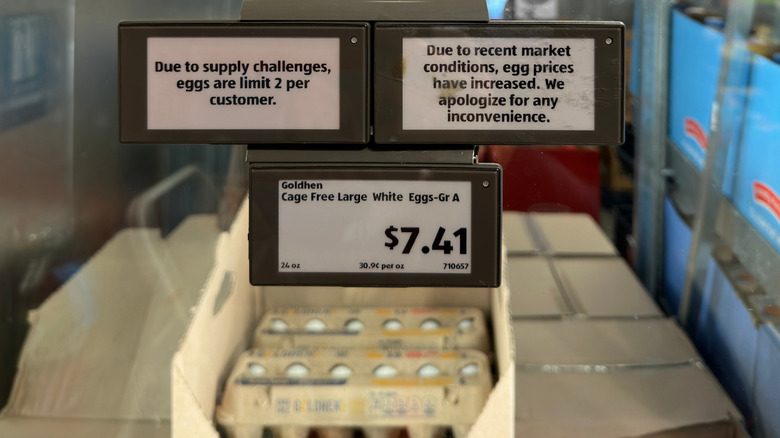 Due to supply challenges,
eggs are limit 2 per
customer.
Due to recent market
conditions, egg prices
have increased. We
apologize for any
inconvenience.
Goldhen
Cage Free Large White Eggs-Gr A
$7.41
24 oz
30.9¢ per oz
710657